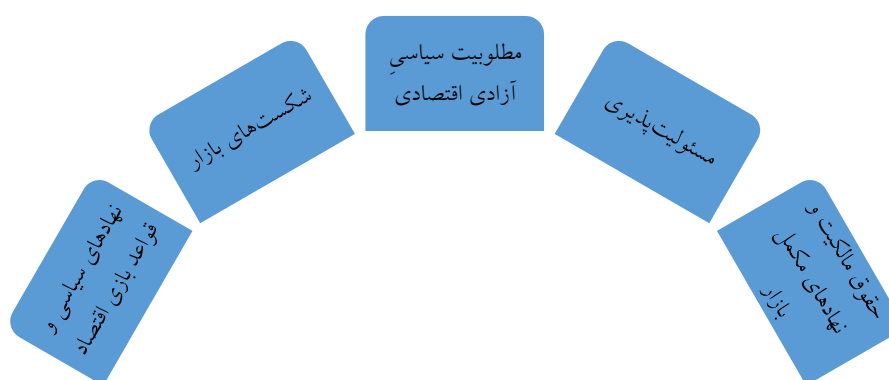 حقوق مالکیت و
نهادهای مکمل
بازار
مسئولیت‌پذیری
مطلوبیت سیاسیِ
آزادی اقتصادی
شکست‌های بازار
نهادهای سیاسی و
قواعد بازی اقتصاد